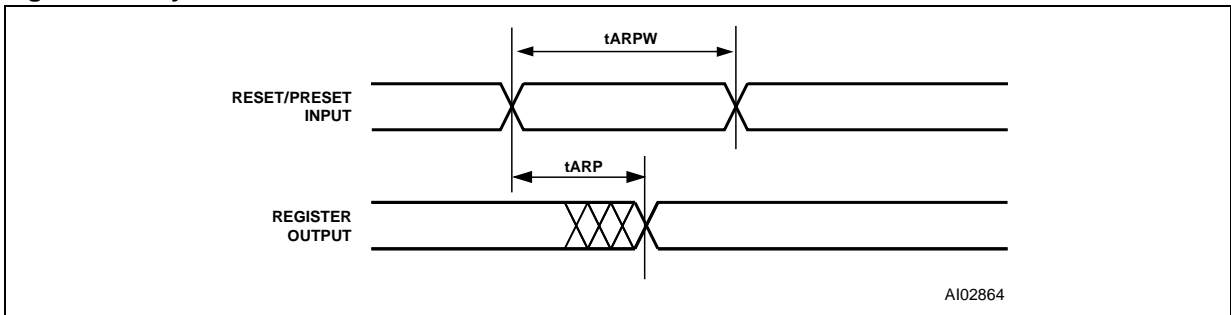 tARPW
RESET/PRESET
INPUT
tARP
REGISTER
OUTPUT
AI02864